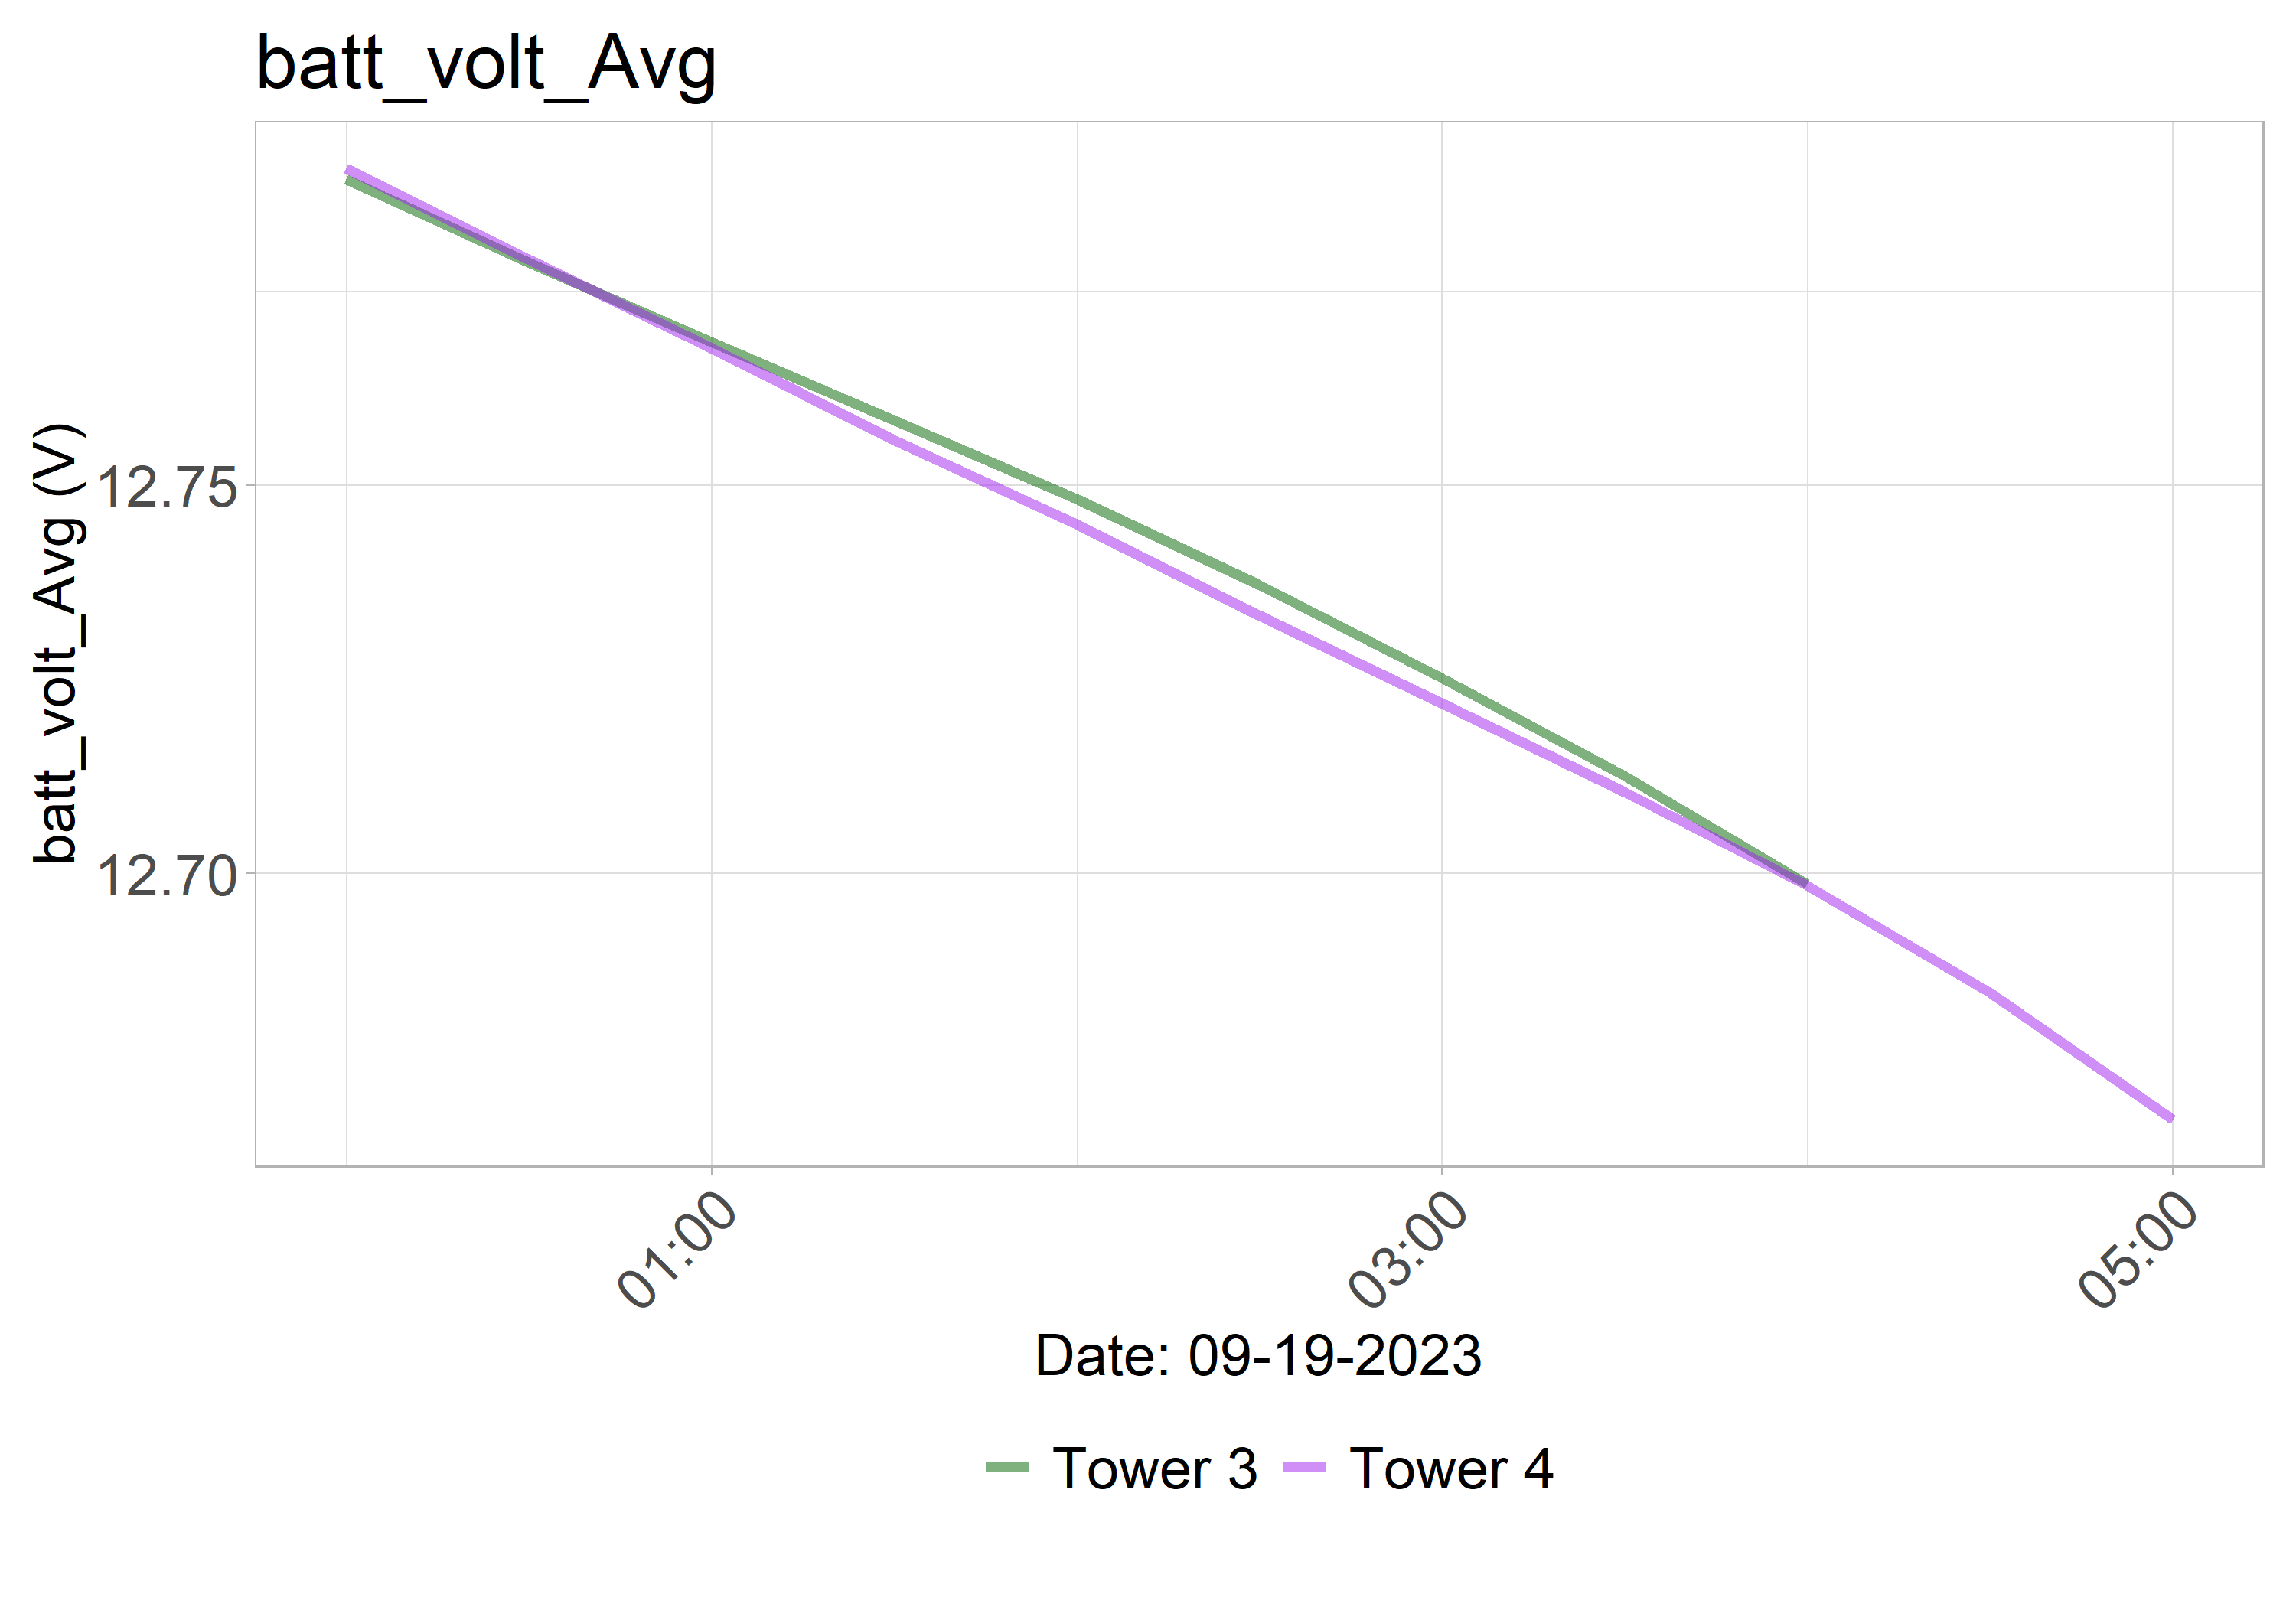 batt_volt_Avg
batt_volt_Avg (V)
12.75
12.70
01:00
03:00
05:00
Date: 09-19-2023
Tower 3
Tower 4